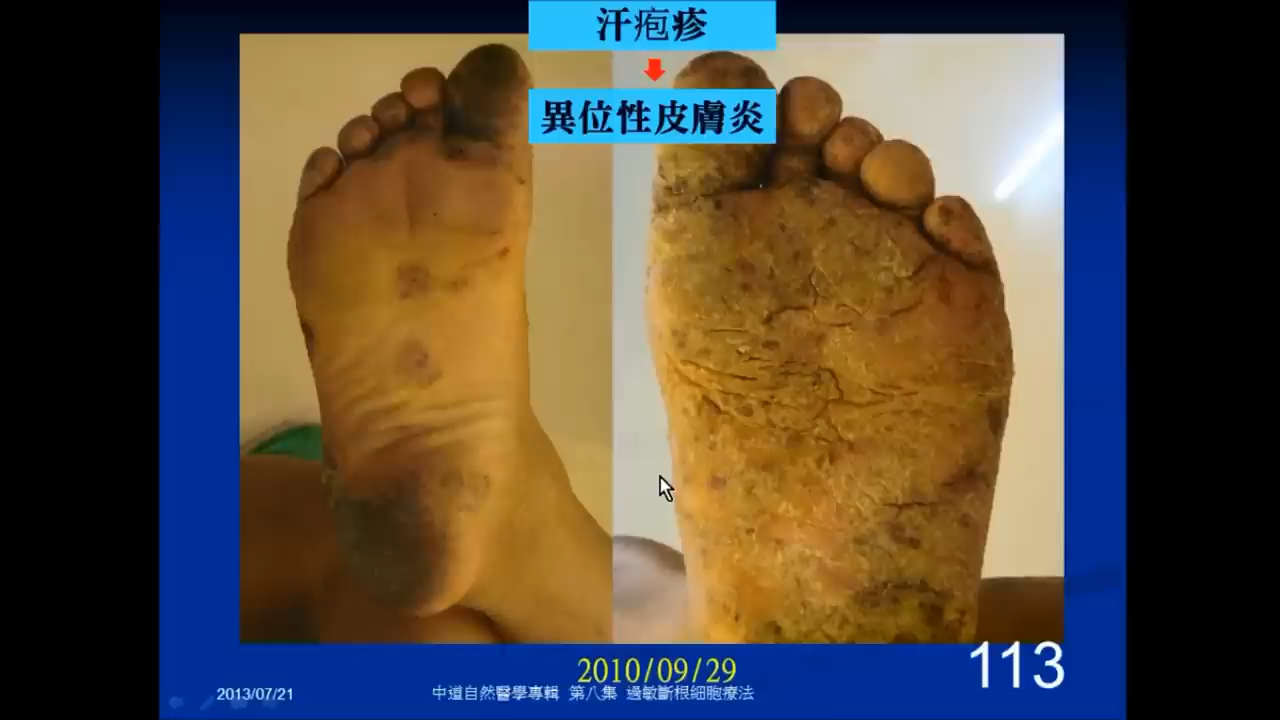 汗疱疹
異位性皮膚炎
2010/09/29
113
2013/07/21
中道自然醫學專輯 第八集 過敏斷根細胞療法